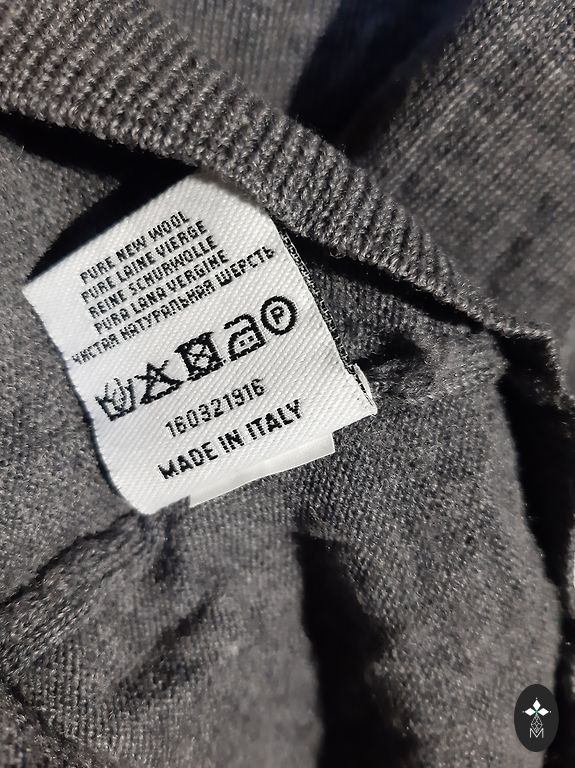 PURE NEW WOOL
PURE LAINE VIERGE
REINE SCHURWOLLE
PURA LANA VERGINE
ЧИСТАЯ НАТУРАЛЬНАЯ ШЕРСТЬ
P
160321916
MADE IN ITALY
M